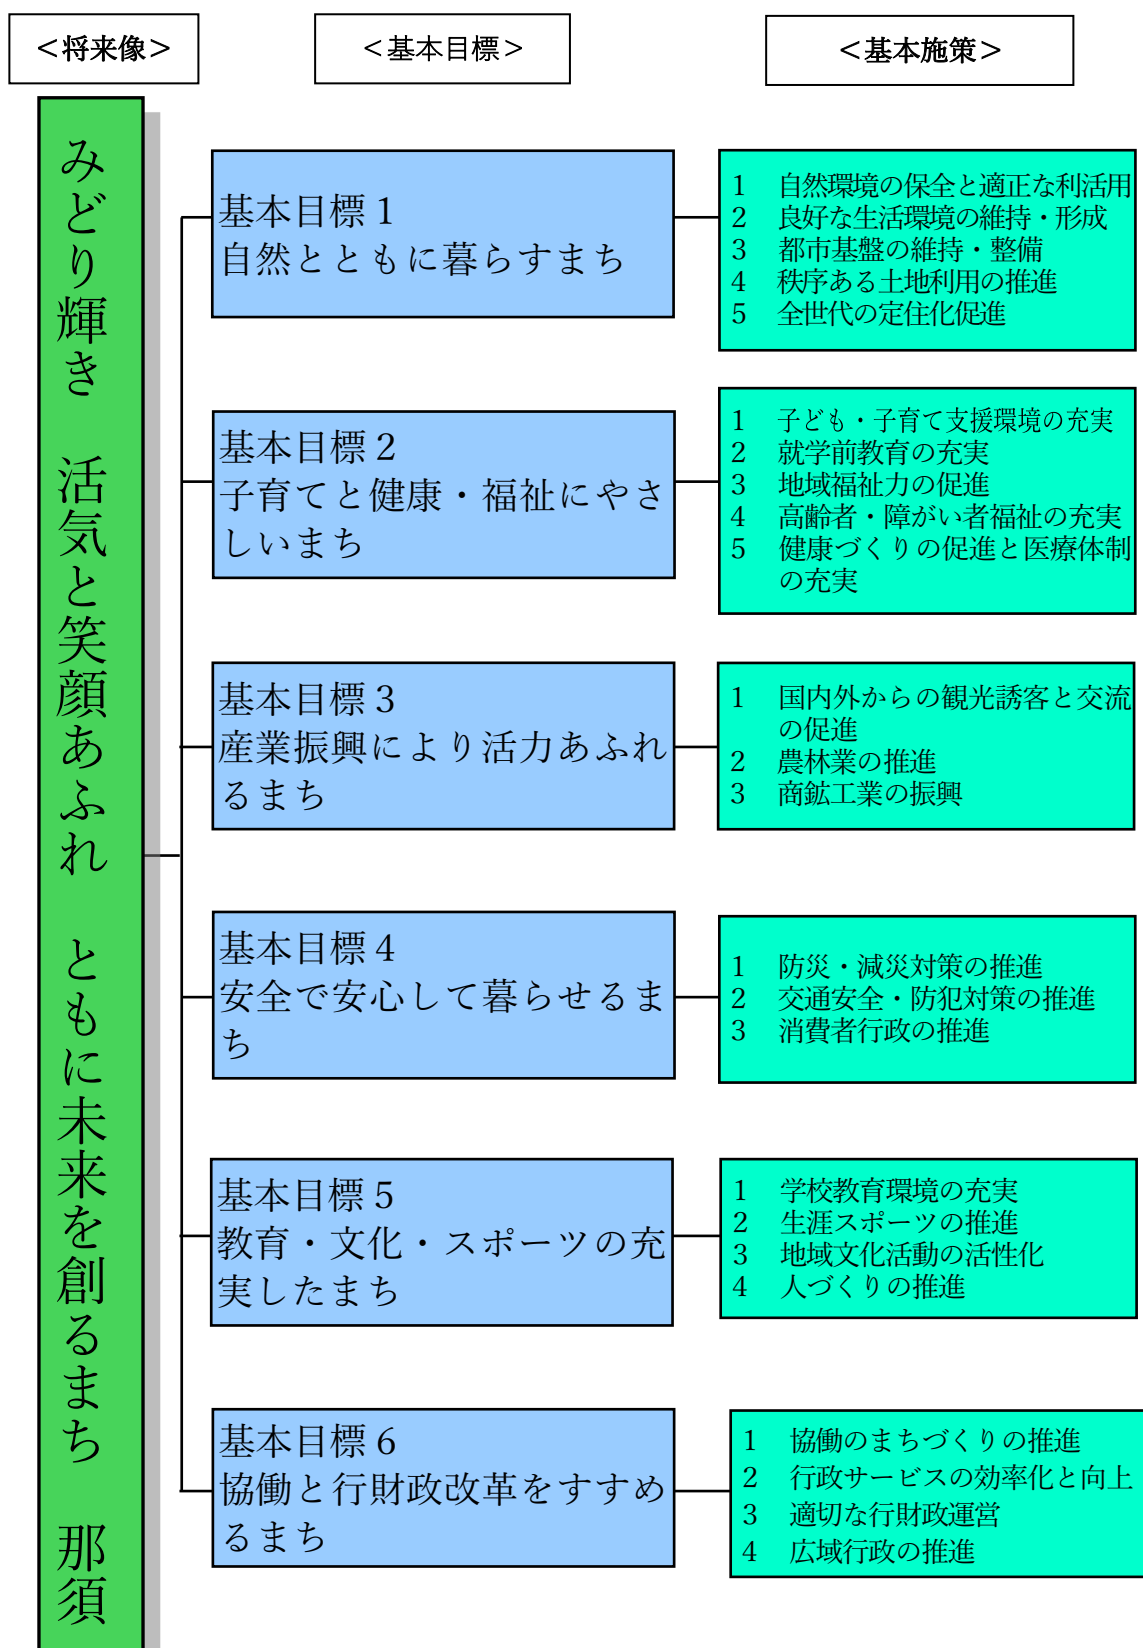 ＜将来像＞
＜基本目標＞
＜基本施策＞
みどり輝き　活気と笑顔あふれ　ともに未来を創るまち　那須
基本目標１
自然とともに暮らすまち
1　自然環境の保全と適正な利活用
2　良好な生活環境の維持・形成
3　都市基盤の維持・整備
4　秩序ある土地利用の推進
5　全世代の定住化促進
基本目標２
子育てと健康・福祉にやさ
しいまち
1　子ども・子育て支援環境の充実
2　就学前教育の充実
3　地域福祉力の促進
4　高齢者・障がい者福祉の充実
5　健康づくりの促進と医療体制
の充実
基本目標３
産業振興により活力あふれ
るまち
1　国内外からの観光誘客と交流
の促進
2　農林業の推進
3　商鉱工業の振興
基本目標４
安全で安心して暮らせるま
ち
1　防災・減災対策の推進
2　交通安全・防犯対策の推進
3　消費者行政の推進
基本目標５
教育・文化・スポーツの充
実したまち
1　学校教育環境の充実
2　生涯スポーツの推進
3　地域文化活動の活性化
4　人づくりの推進
基本目標６
協働と行財政改革をすすめ
るまち
1　協働のまちづくりの推進
2　行政サービスの効率化と向上
3　適切な行財政運営
4　広域行政の推進